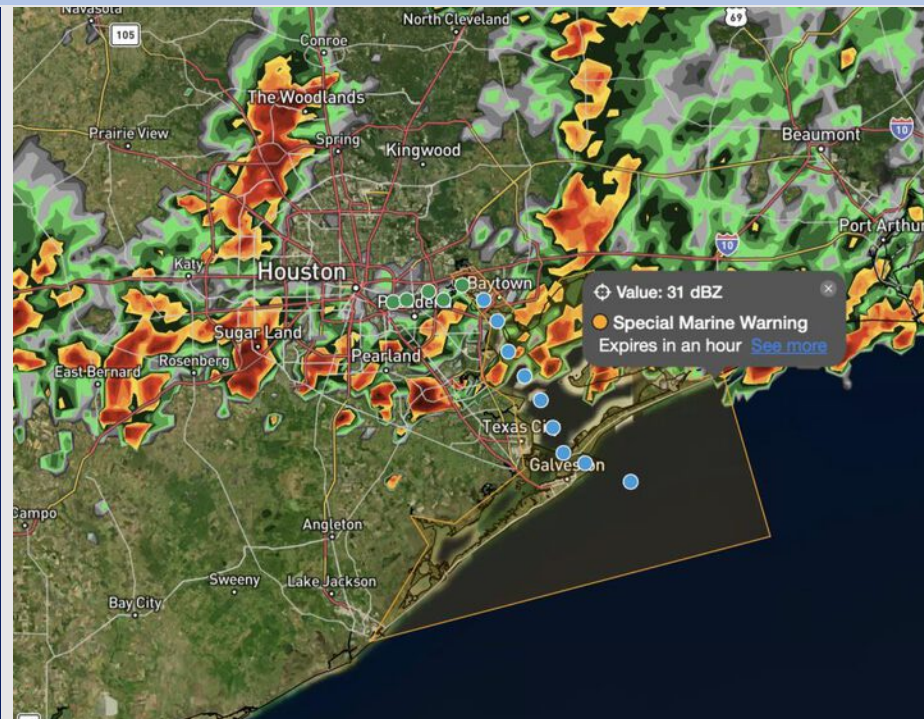 Navasota
105
North Cleveland
69
Conroe
The Woodlands
Prairie View
Spring
Kingwood
Beaumont
10
Port Arthur
10
Katy
Houston
Baytown
Value: 31 dBZ
Special Marine Warning
Expires in an hour See more
Sugar Land
Pearland
East Bernard
Rosenberg
Texas City
Galveston
Campo
Angleton
Sweeny
Lake Jackson
Bay City